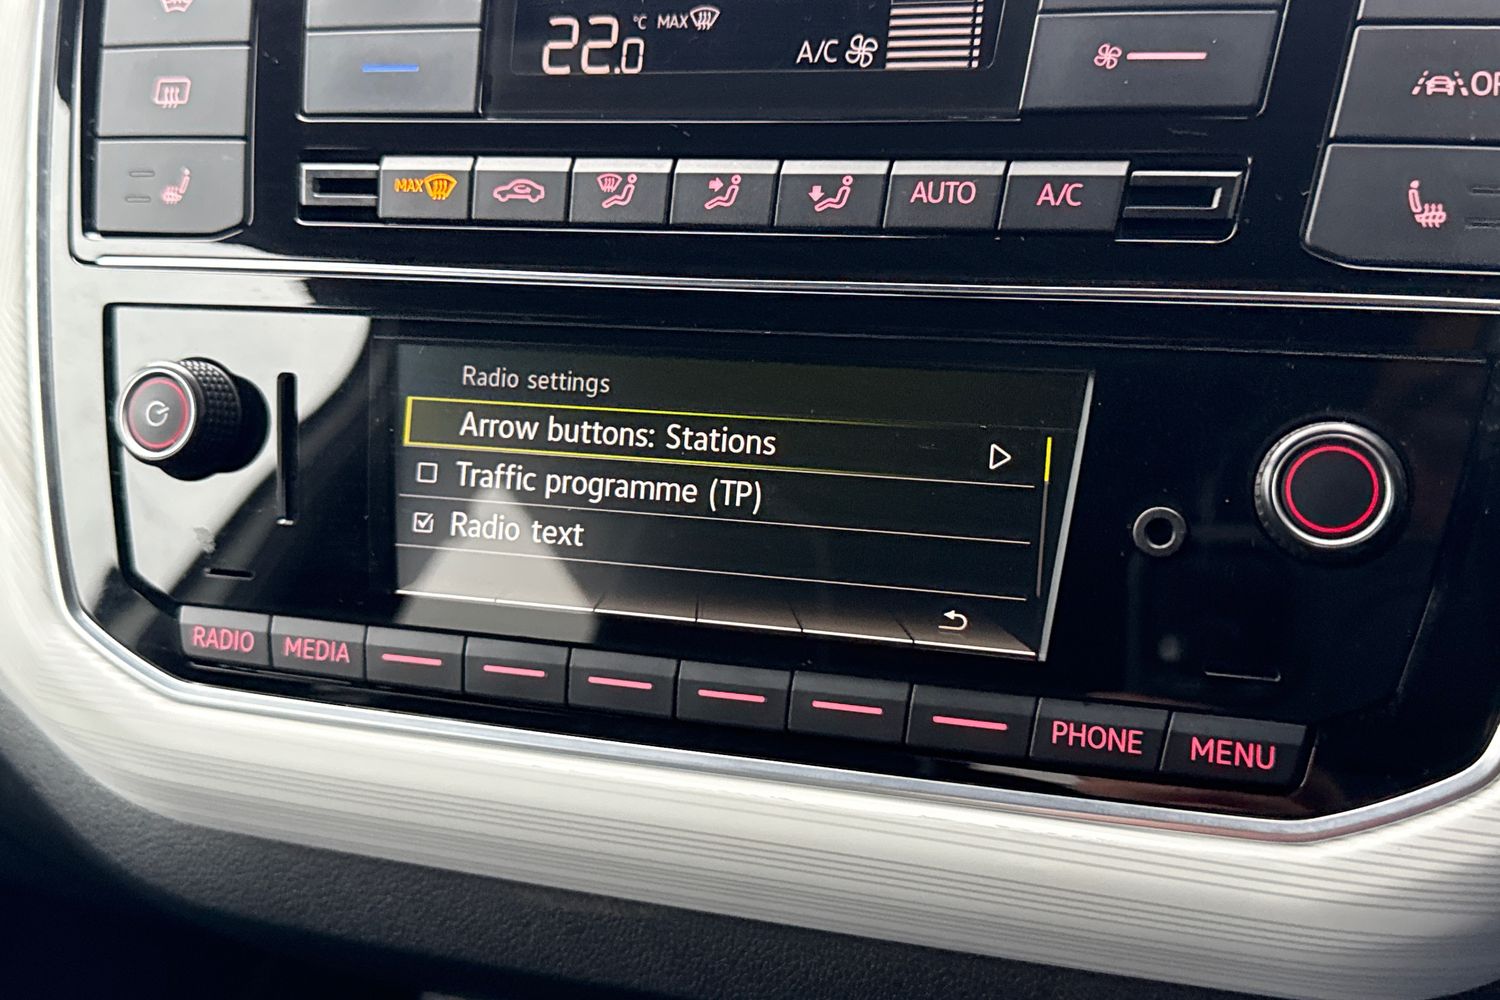 22.0 °C MAX
A/C
OF
MAX
AUTO
A/C
Radio settings
Arrow buttons: Stations
Traffic programme (TP)
Radio text
RADIO
MEDIA
PHONE
MENU